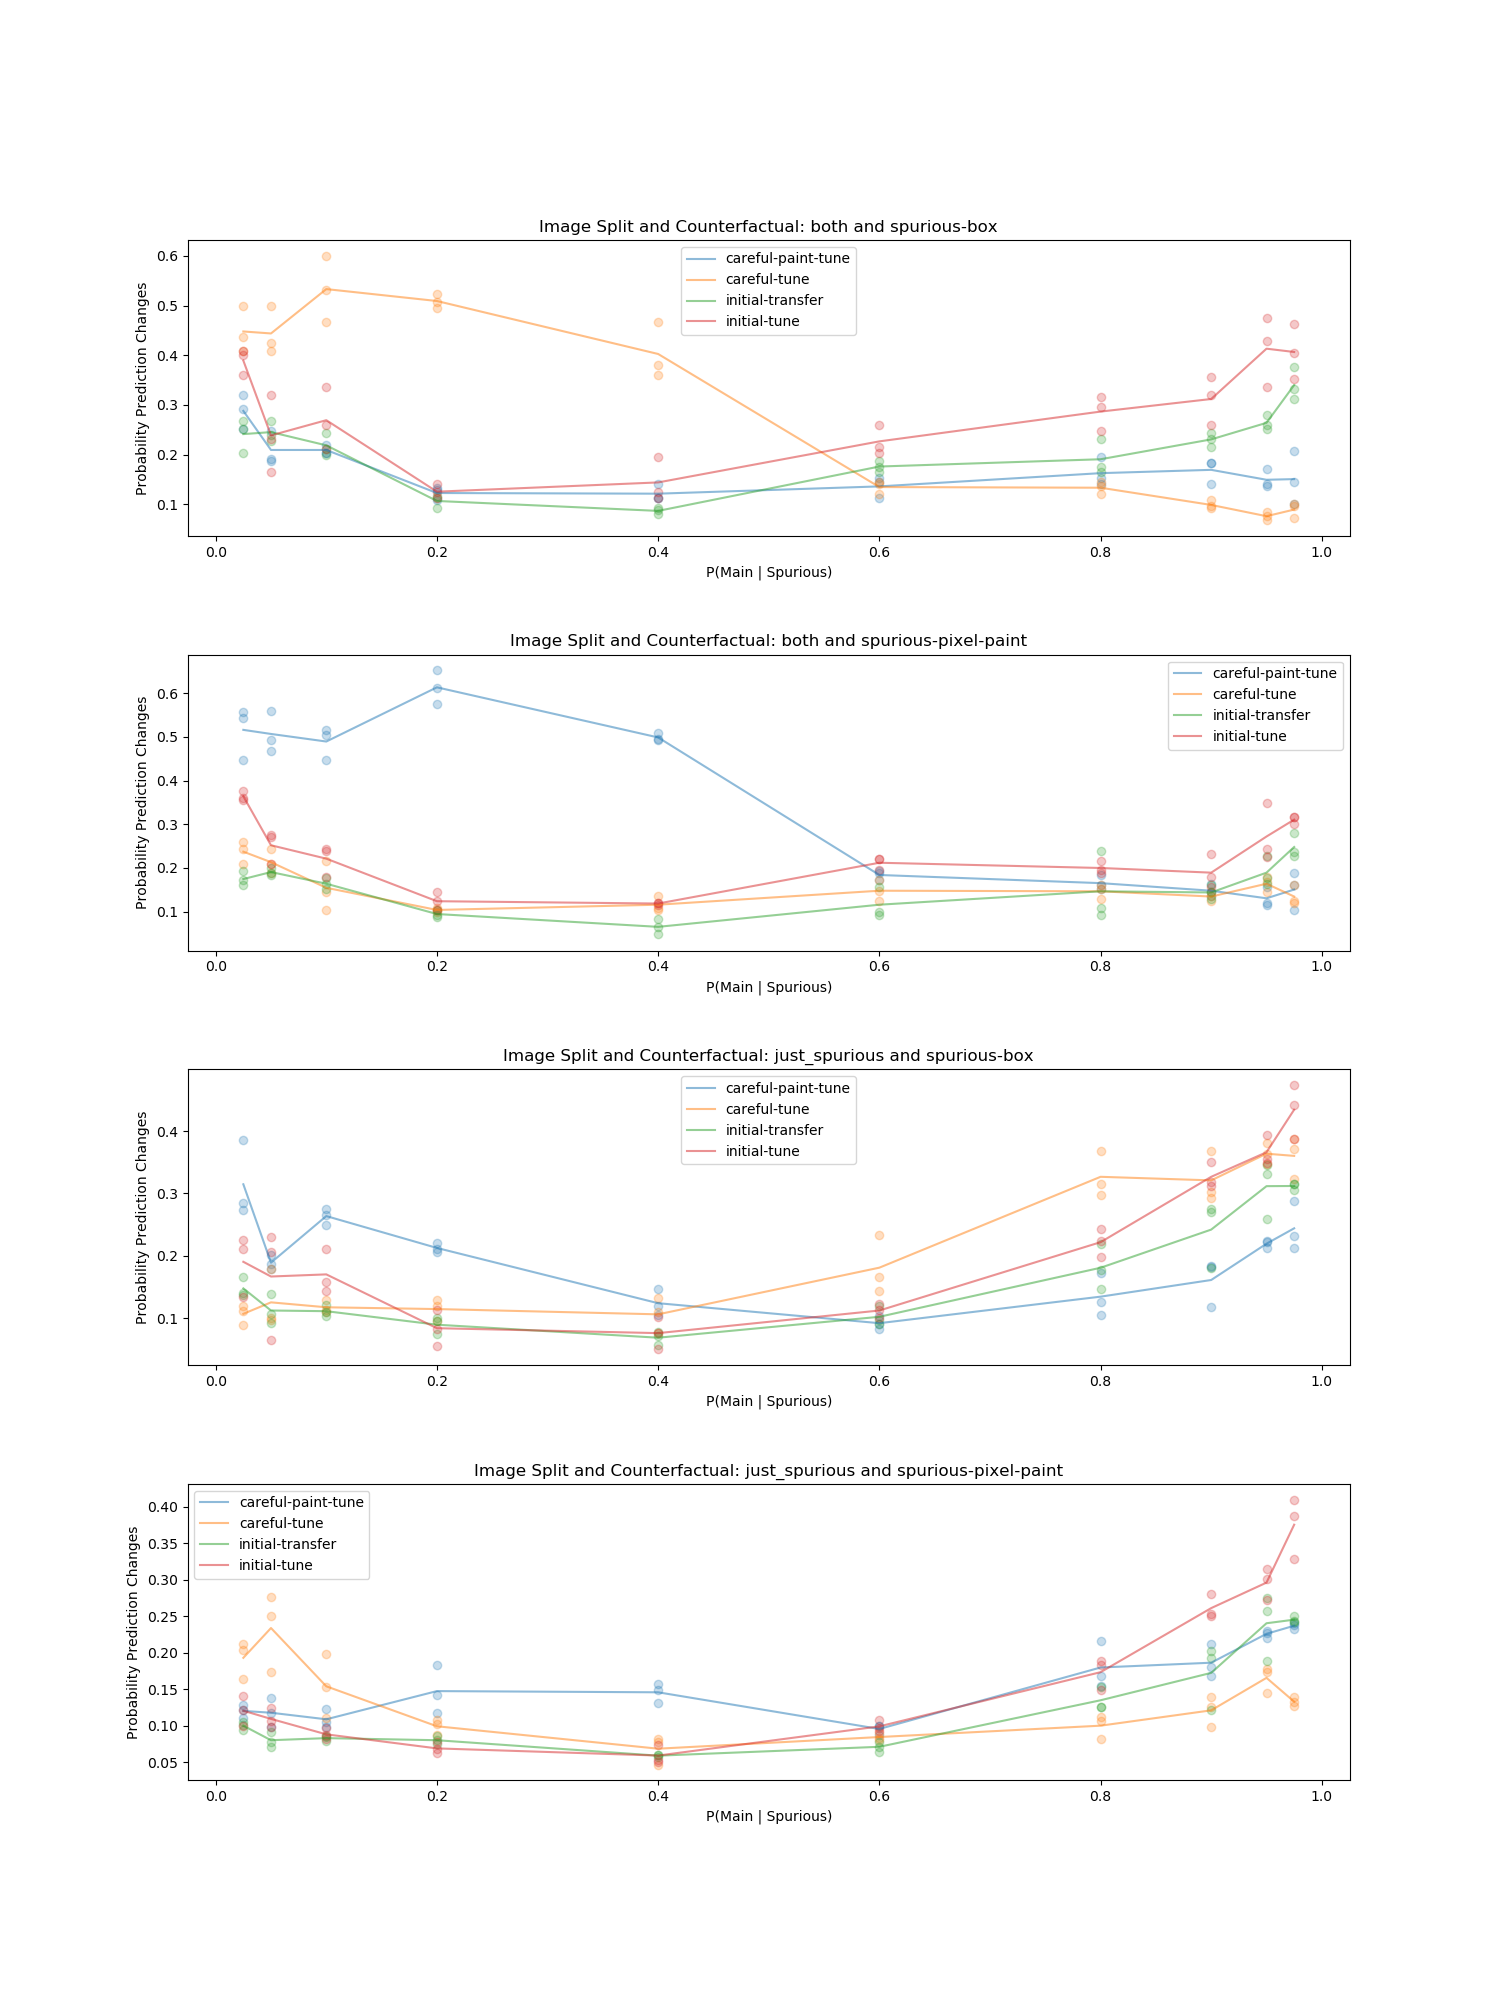 Image Split and Counterfactual: both and spurious-box
Probability Prediction Changes
0.6
0.5
0.4
0.3
0.2
0.1
careful-paint-tune
careful-tune
initial-transfer
initial-tune
0.0 0.2 0.4 0.6 0.8 1.0
P(Main | Spurious)
Image Split and Counterfactual: both and spurious-pixel-paint
Probability Prediction Changes
0.6
0.5
0.4
0.3
0.2
0.1
careful-paint-tune
careful-tune
initial-transfer
initial-tune
0.0 0.2 0.4 0.6 0.8 1.0
P(Main | Spurious)
Image Split and Counterfactual: just_spurious and spurious-box
Probability Prediction Changes
0.4
0.3
0.2
0.1
careful-paint-tune
careful-tune
initial-transfer
initial-tune
0.0 0.2 0.4 0.6 0.8 1.0
P(Main | Spurious)
Image Split and Counterfactual: just_spurious and spurious-pixel-paint
Probability Prediction Changes
0.40
0.35
0.30
0.25
0.20
0.15
0.10
0.05
careful-paint-tune
careful-tune
initial-transfer
initial-tune
0.0 0.2 0.4 0.6 0.8 1.0
P(Main | Spurious)